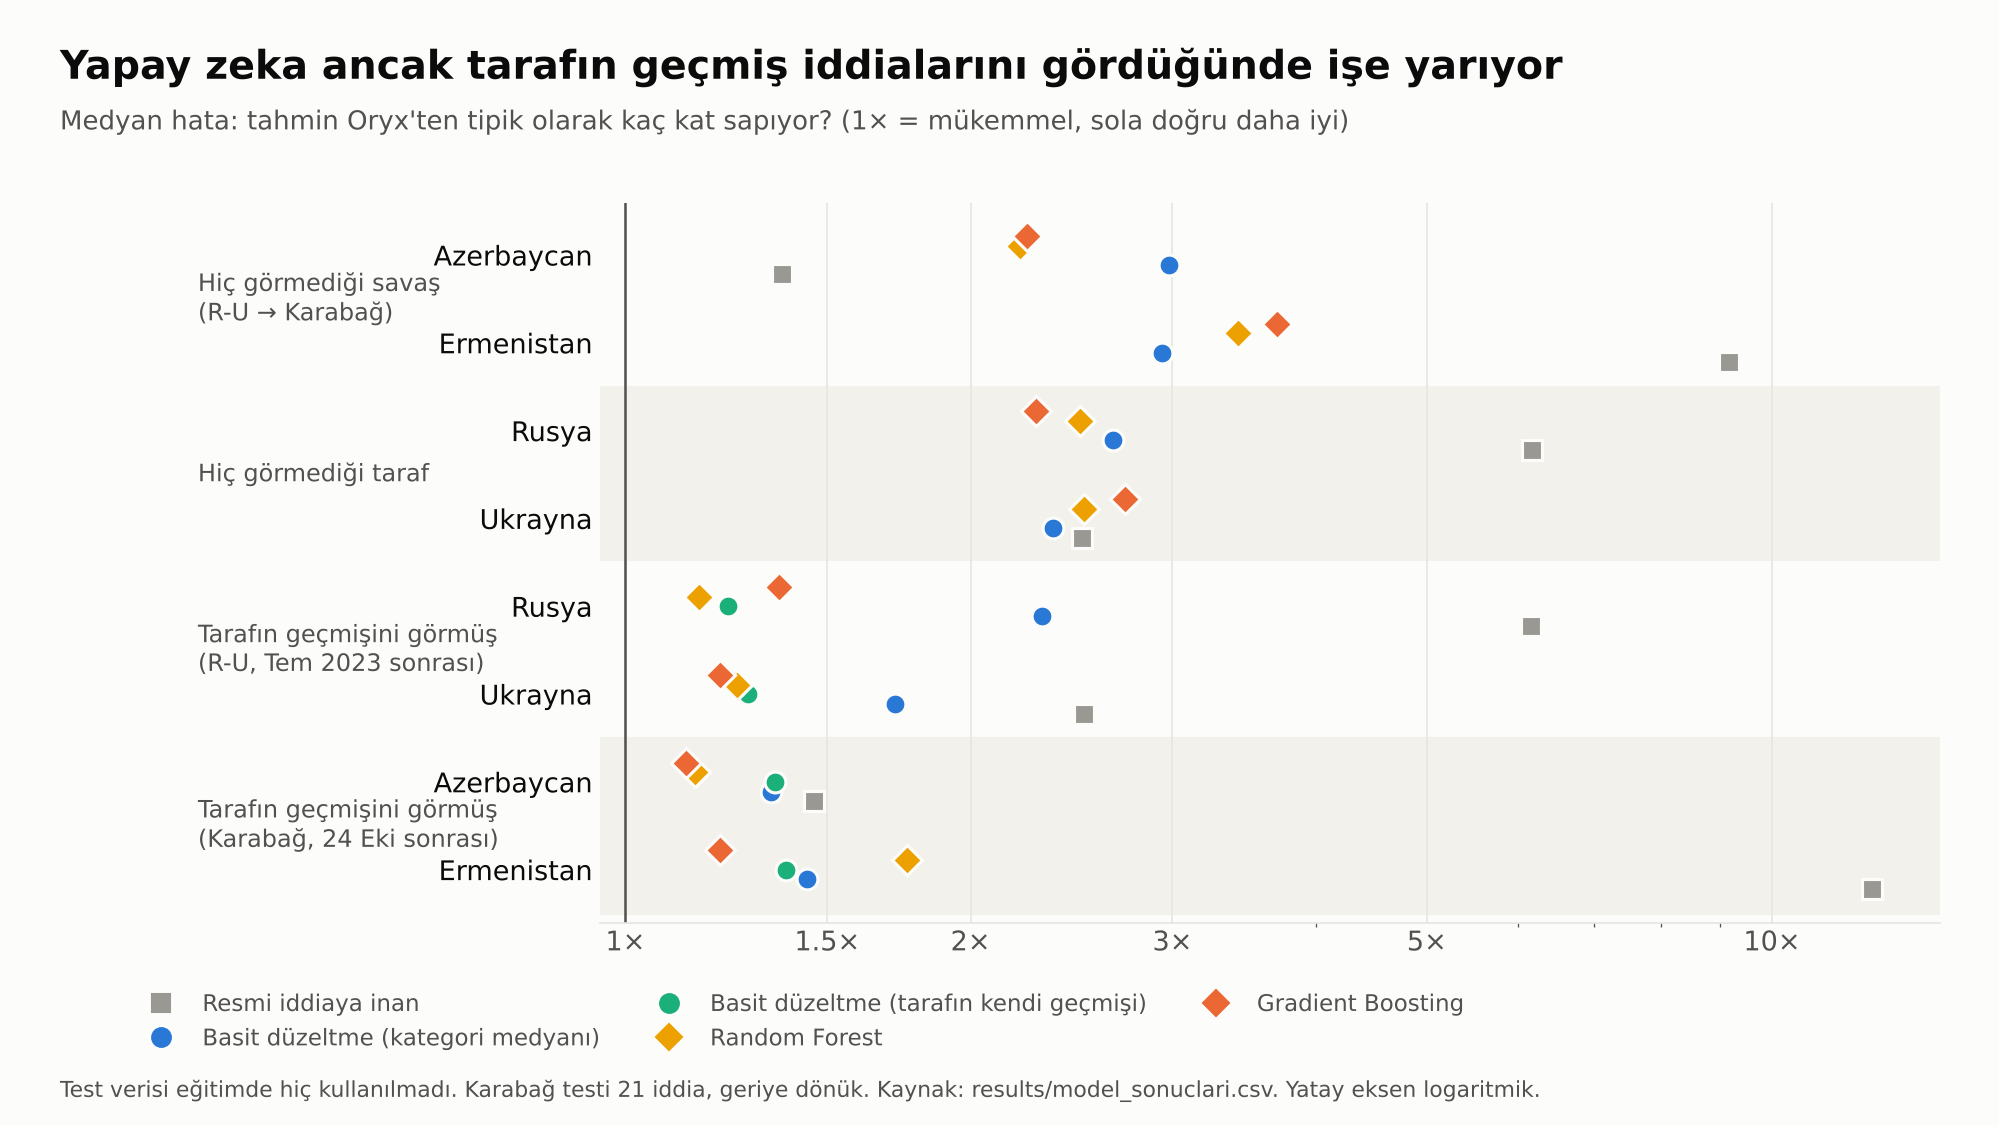 Yapay zeka ancak tarafın geçmiş iddialarını gördüğünde işe yarıyor
Medyan hata: tahmin Oryx'ten tipik olarak kaç kat sapıyor? (1× = mükemmel, sola doğru daha iyi)
Azerbaycan
Hiç görmediği savaş
(R-U → Karabağ)
Ermenistan
Rusya
Hiç görmediği taraf
Ukrayna
Rusya
Tarafın geçmişini görmüş
(R-U, Tem 2023 sonrası)
Ukrayna
Azerbaycan
Tarafın geçmişini görmüş
(Karabağ, 24 Eki sonrası)
Ermenistan
1× 1.5× 2× 3× 5× 10×
Resmi iddiaya inan
Basit düzeltme (kategori medyanı)
Basit düzeltme (tarafın kendi geçmişi)
Random Forest
Gradient Boosting
Test verisi eğitimde hiç kullanılmadı. Karabağ testi 21 iddia, geriye dönük. Kaynak: results/model_sonuclari.csv. Yatay eksen logaritmik.